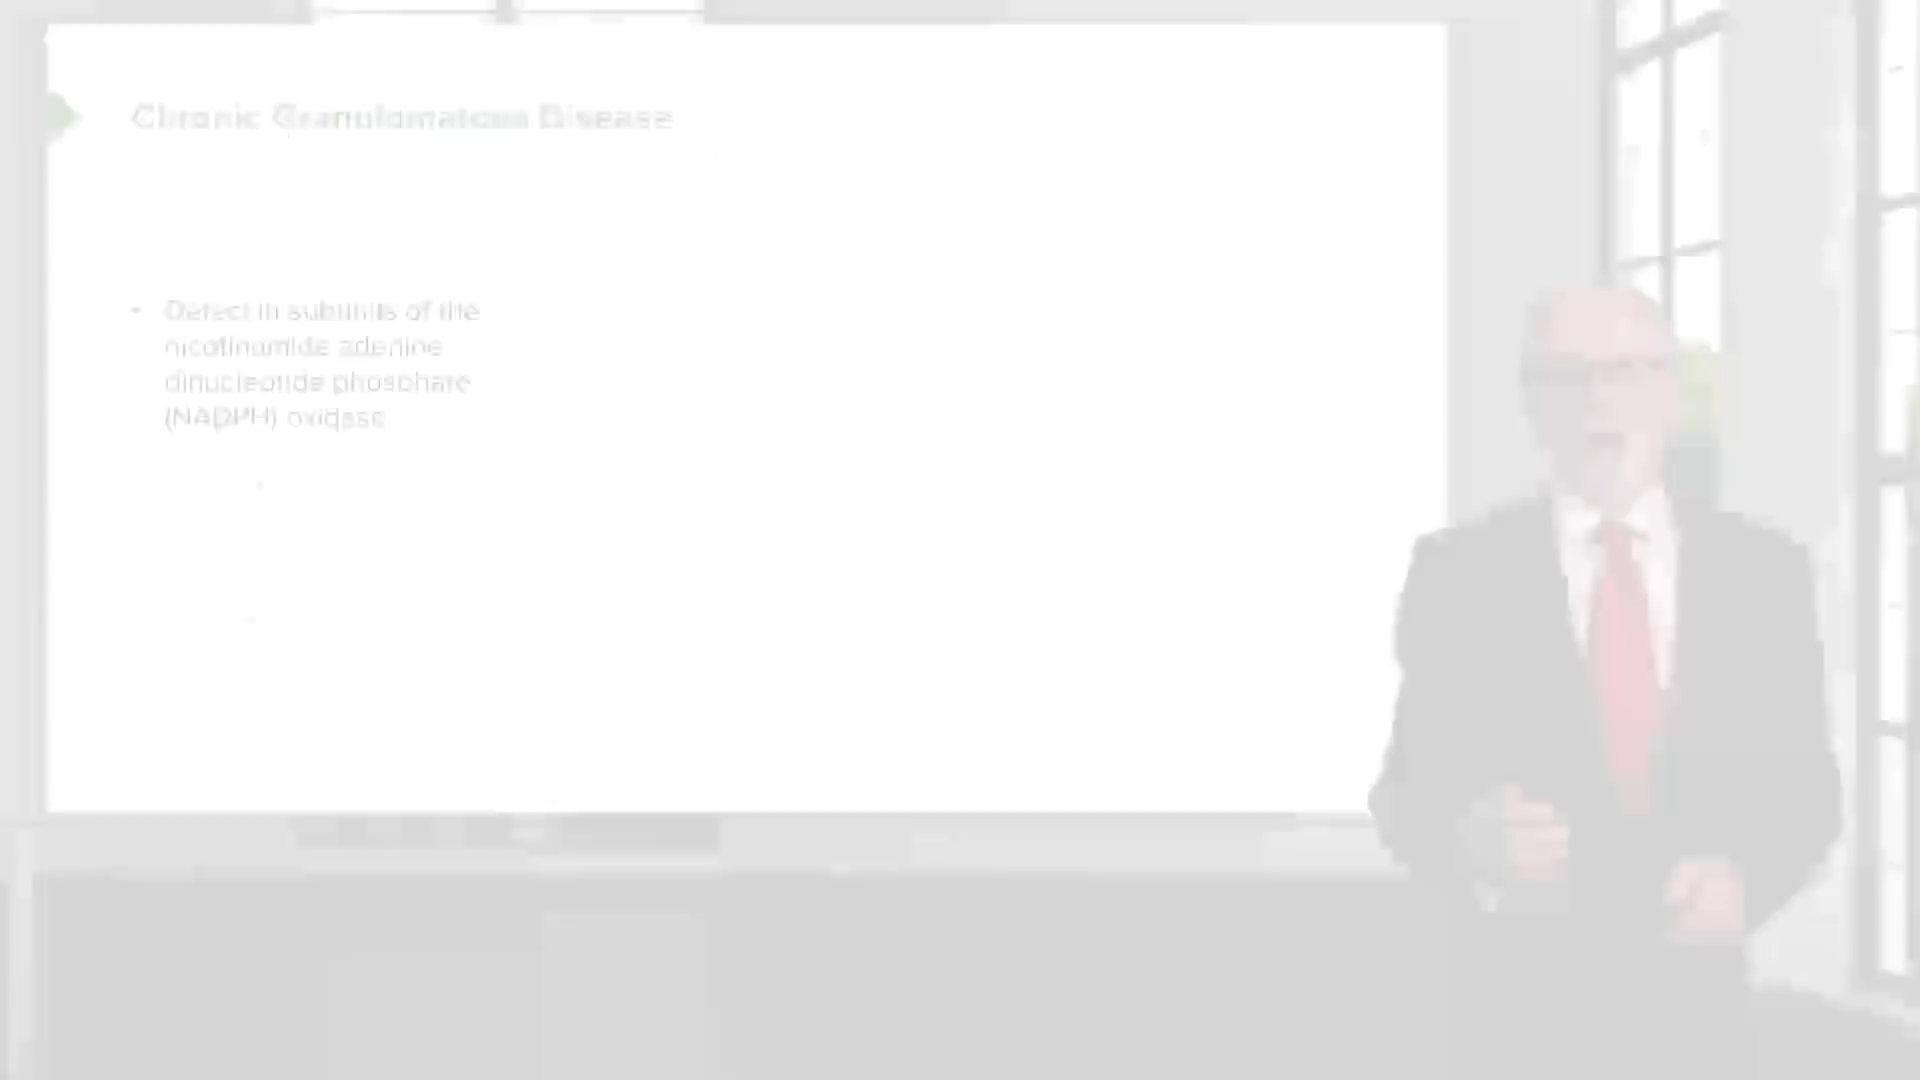 Chronic Granulomatous Disease
• Defect in subunits of the
nicotinamide adenine
dinucleotide phosphate
(NADPH) oxidase